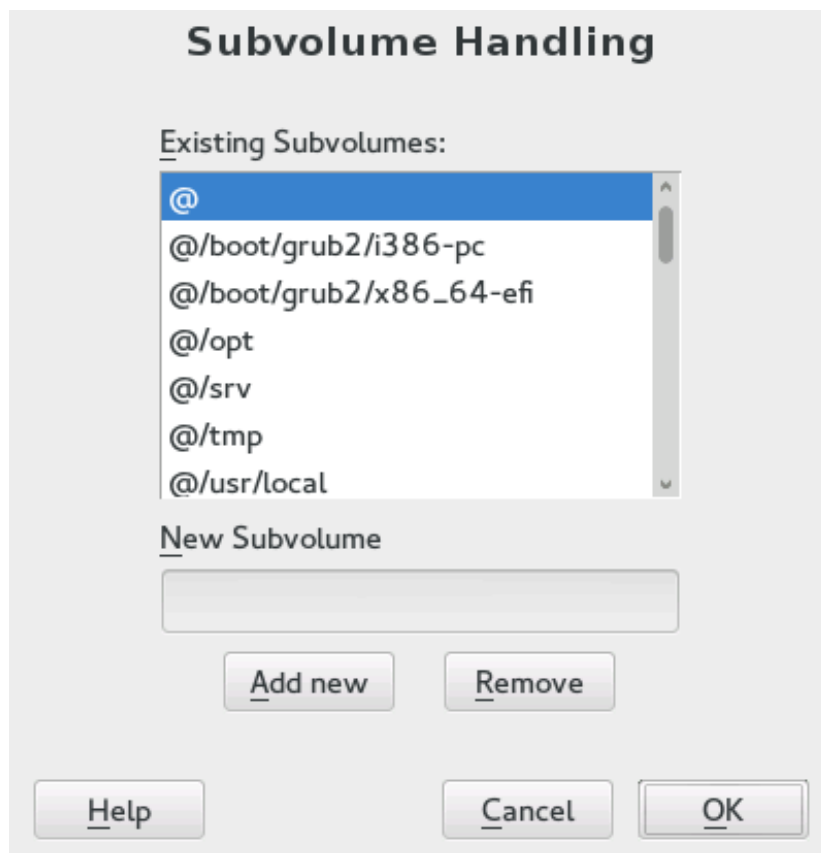 Subvolume Handling
Existing Subvolumes:
@
@/boot/grub2/i386-pc
@/boot/grub2/x86_64-efi
@/opt
@/srv
@/tmp
@/usr/local
New Subvolume
Add new Remove
Help Cancel OK